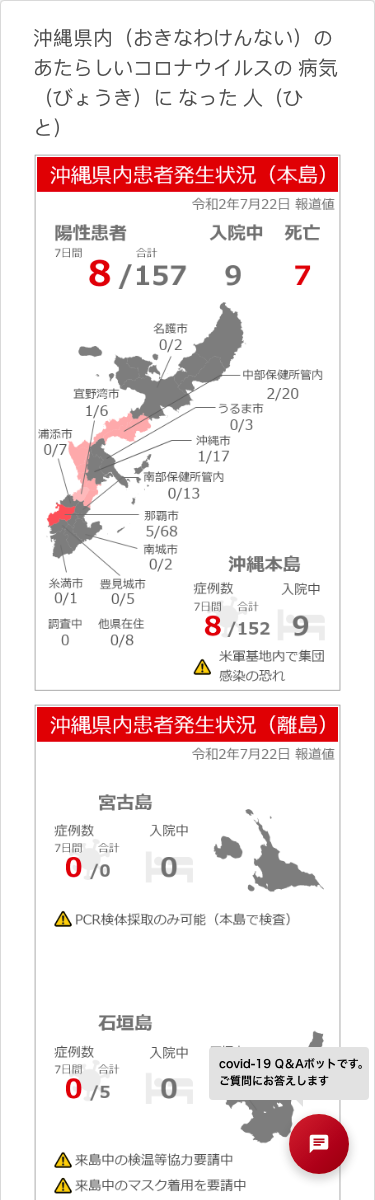 沖縄県内（おきなわけんない）の
あたらしいコロナウイルスの 病気
（びょうき）に なった 人（ひ
と）
沖縄県内患者発生状況（本島）
令和2年7月22日 報道値
陽性患者 入院中 死亡
7日間 合計
8/157 9 7
名護市
0/2
中部保健所管内
2/20
宜野湾市
1/6
うるま市
0/3
浦添市
0/7
沖縄市
1/17
南部保健所管内
0/13
那覇市
5/68
南城市
0/2
糸満市 豊見城市
0/1 0/5
調査中 他県在住
0 0/8
沖縄本島
症例数 入院中
7日間 合計
8/152 9
米軍基地内で集団
感染の恐れ
沖縄県内患者発生状況（離島）
令和2年7月22日 報道値
宮古島
症例数 入院中
7日間 合計
0/0 0
PCR検体採取のみ可能（本島で検査）
石垣島
症例数 入院中
7日間 合計
0/5 0
covid-19 Q&Aボットです。
ご質問にお答えします
来島中の検温等協力要請中
来島中のマスク着用を要請中